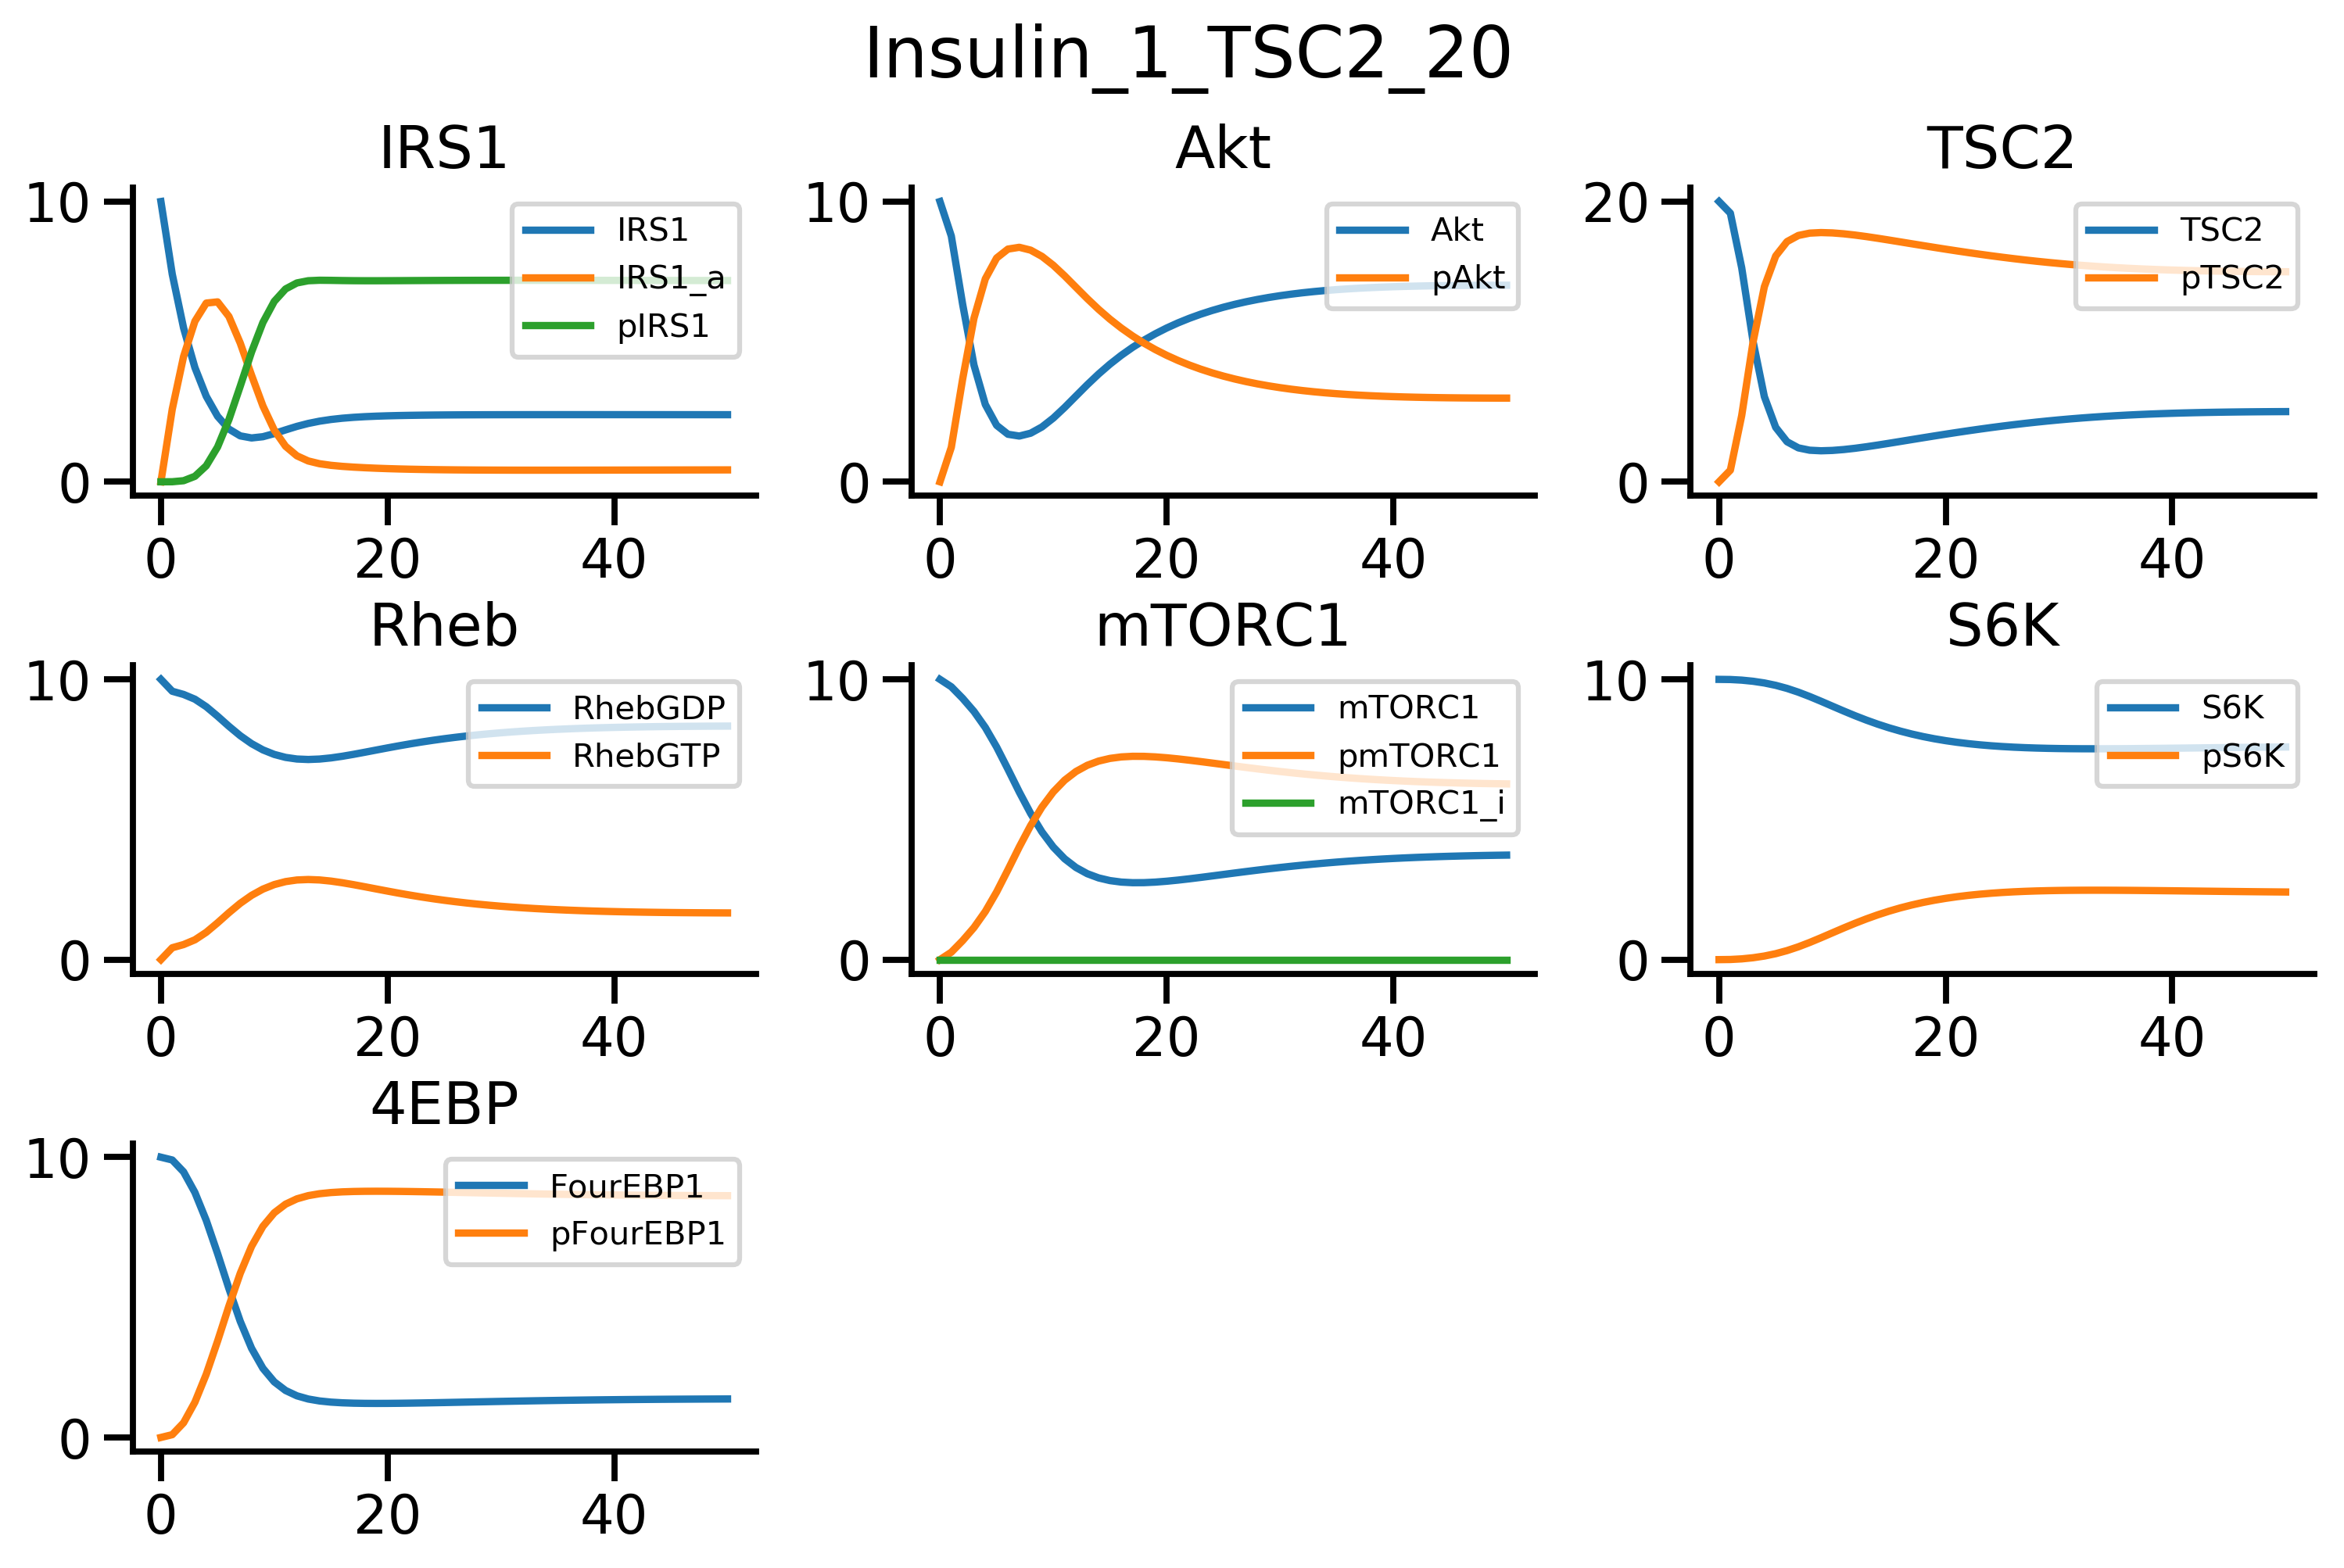 Insulin_1_TSC2_20
IRS1
10
0
0 20 40
IRS1
IRS1_a
pIRS1
Akt
10
0
0 20 40
Akt
pAkt
TSC2
20
0
0 20 40
TSC2
pTSC2
Rheb
10
0
0 20 40
RhebGDP
RhebGTP
mTORC1
10
0
0 20 40
mTORC1
pmTORC1
mTORC1_i
S6K
10
0
0 20 40
S6K
pS6K
4EBP
10
0
0 20 40
FourEBP1
pFourEBP1